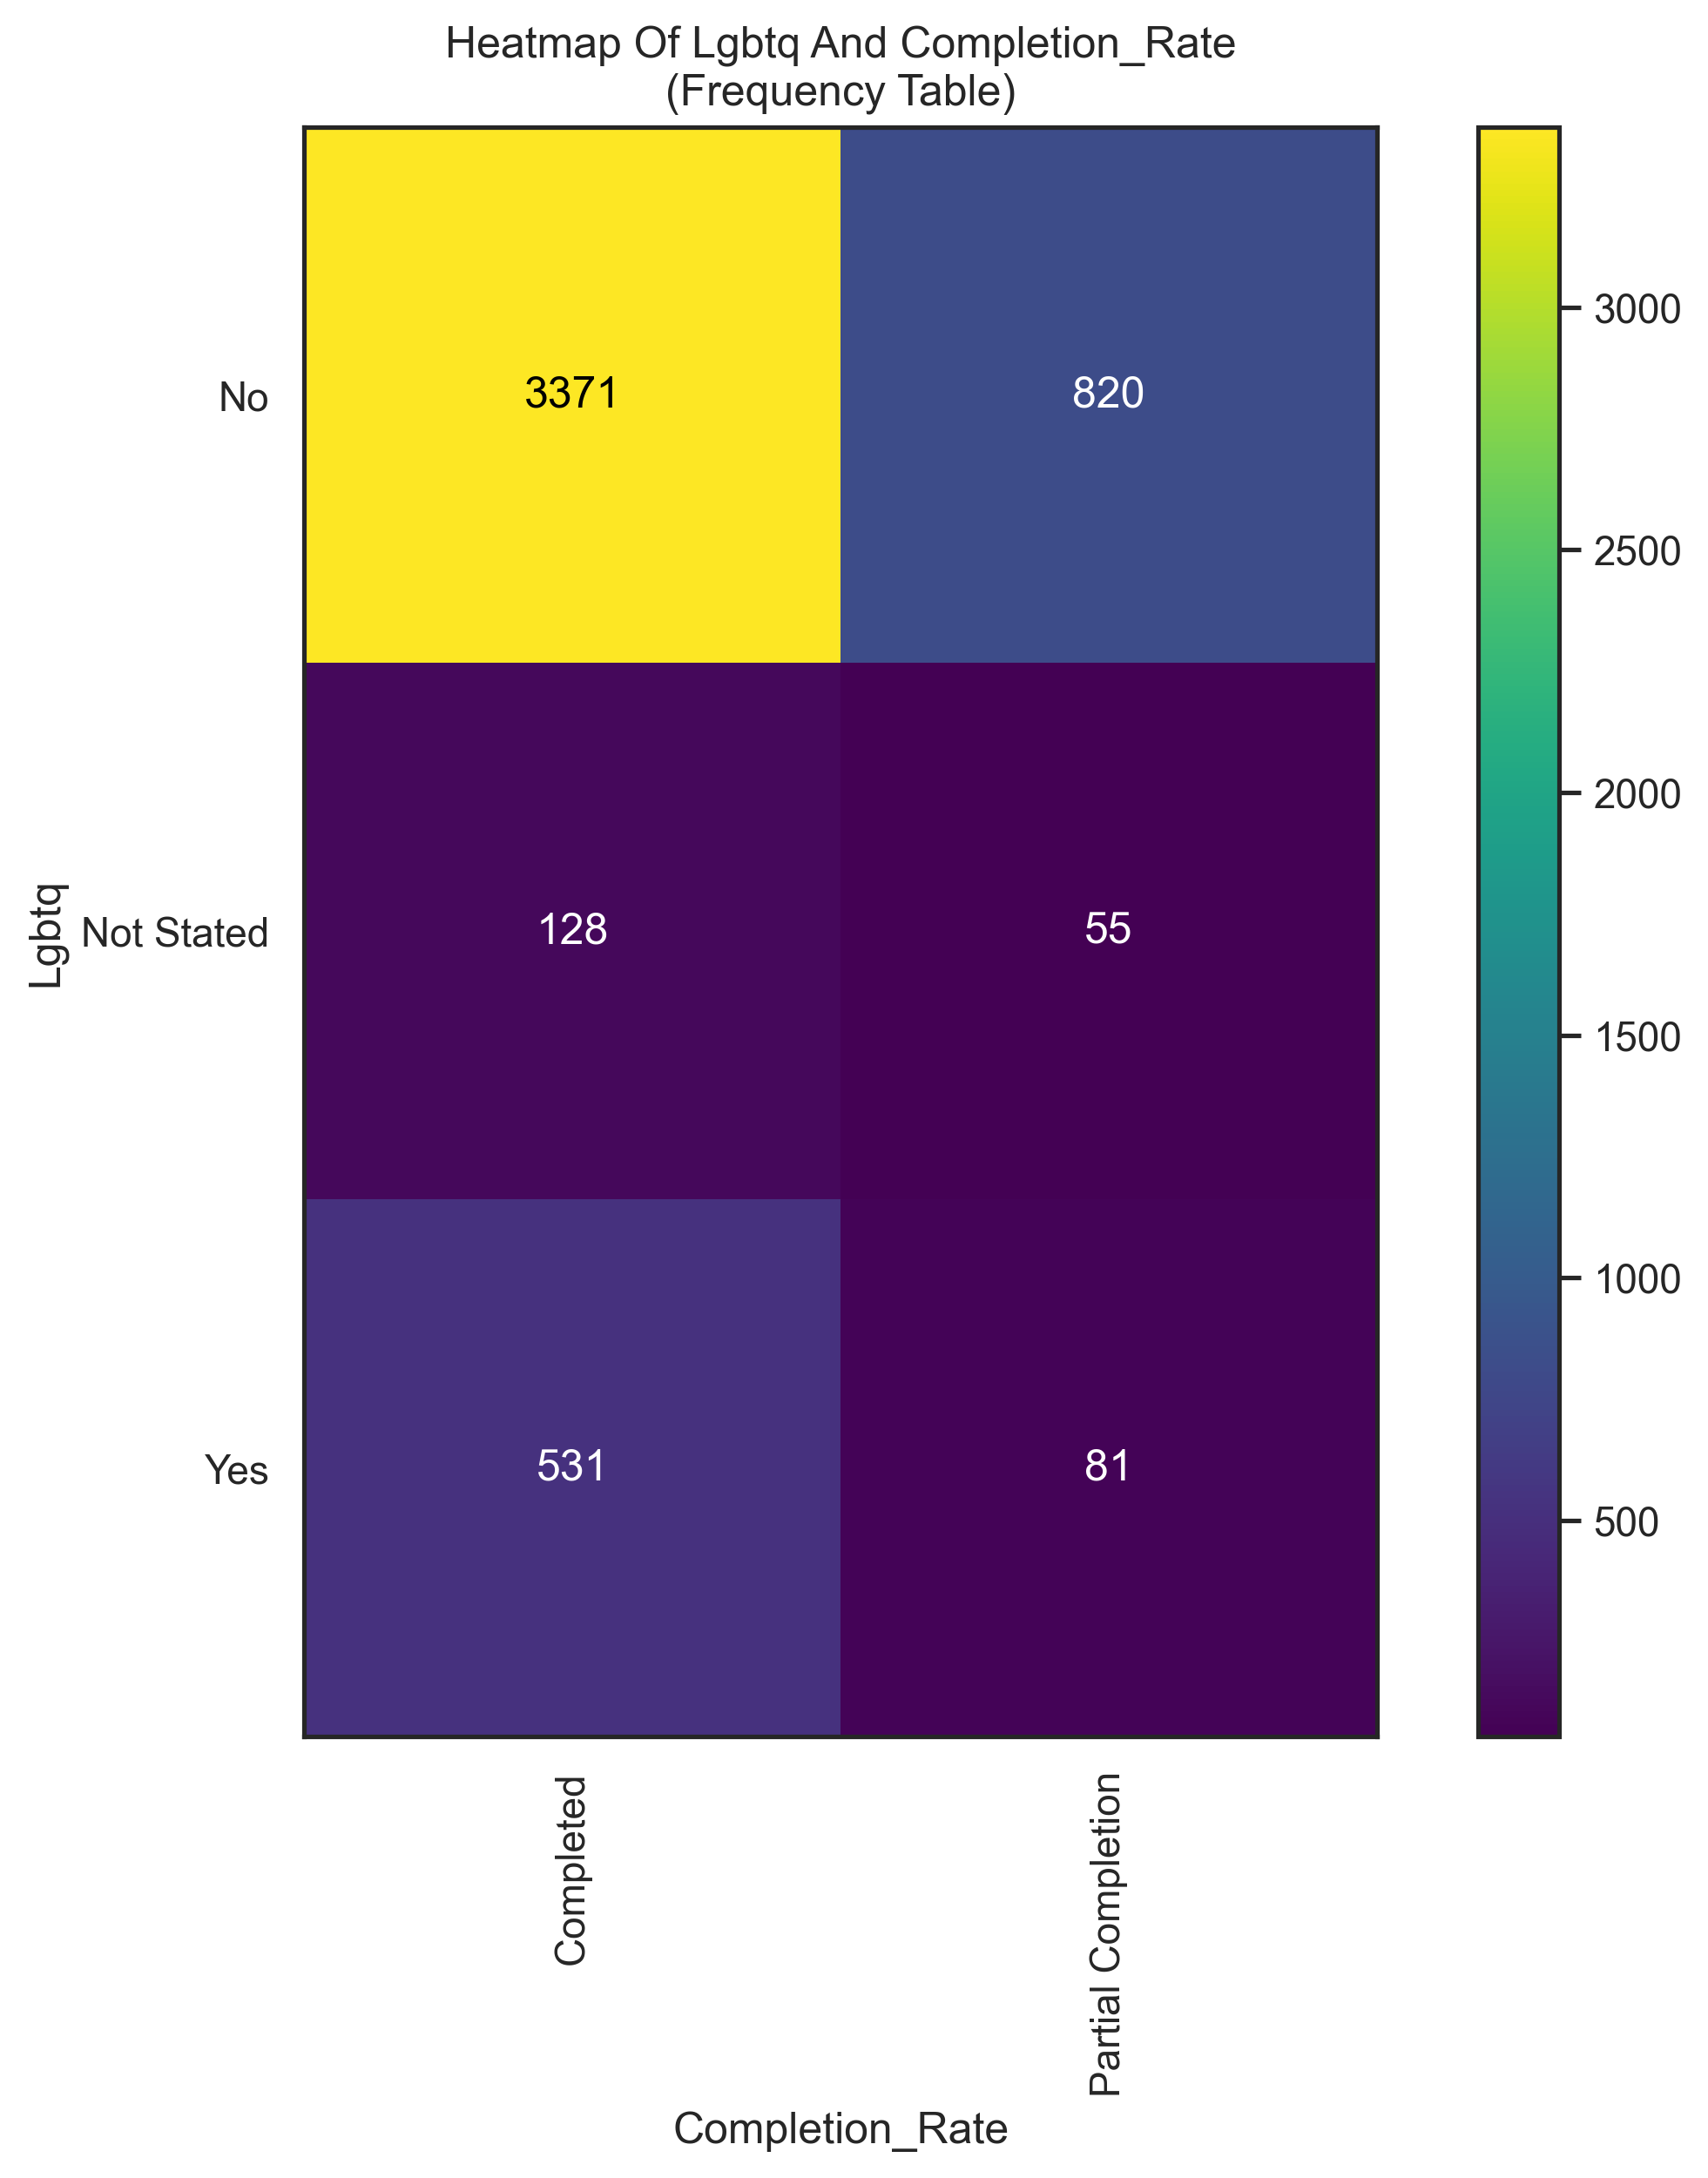 Heatmap Of Lgbtq And Completion_Rate
(Frequency Table)
Lgbtq
No
3371
820
Not Stated
128
55
Yes
531
81
Completed
Partial Completion
Completion_Rate
3000
2500
2000
1500
1000
500